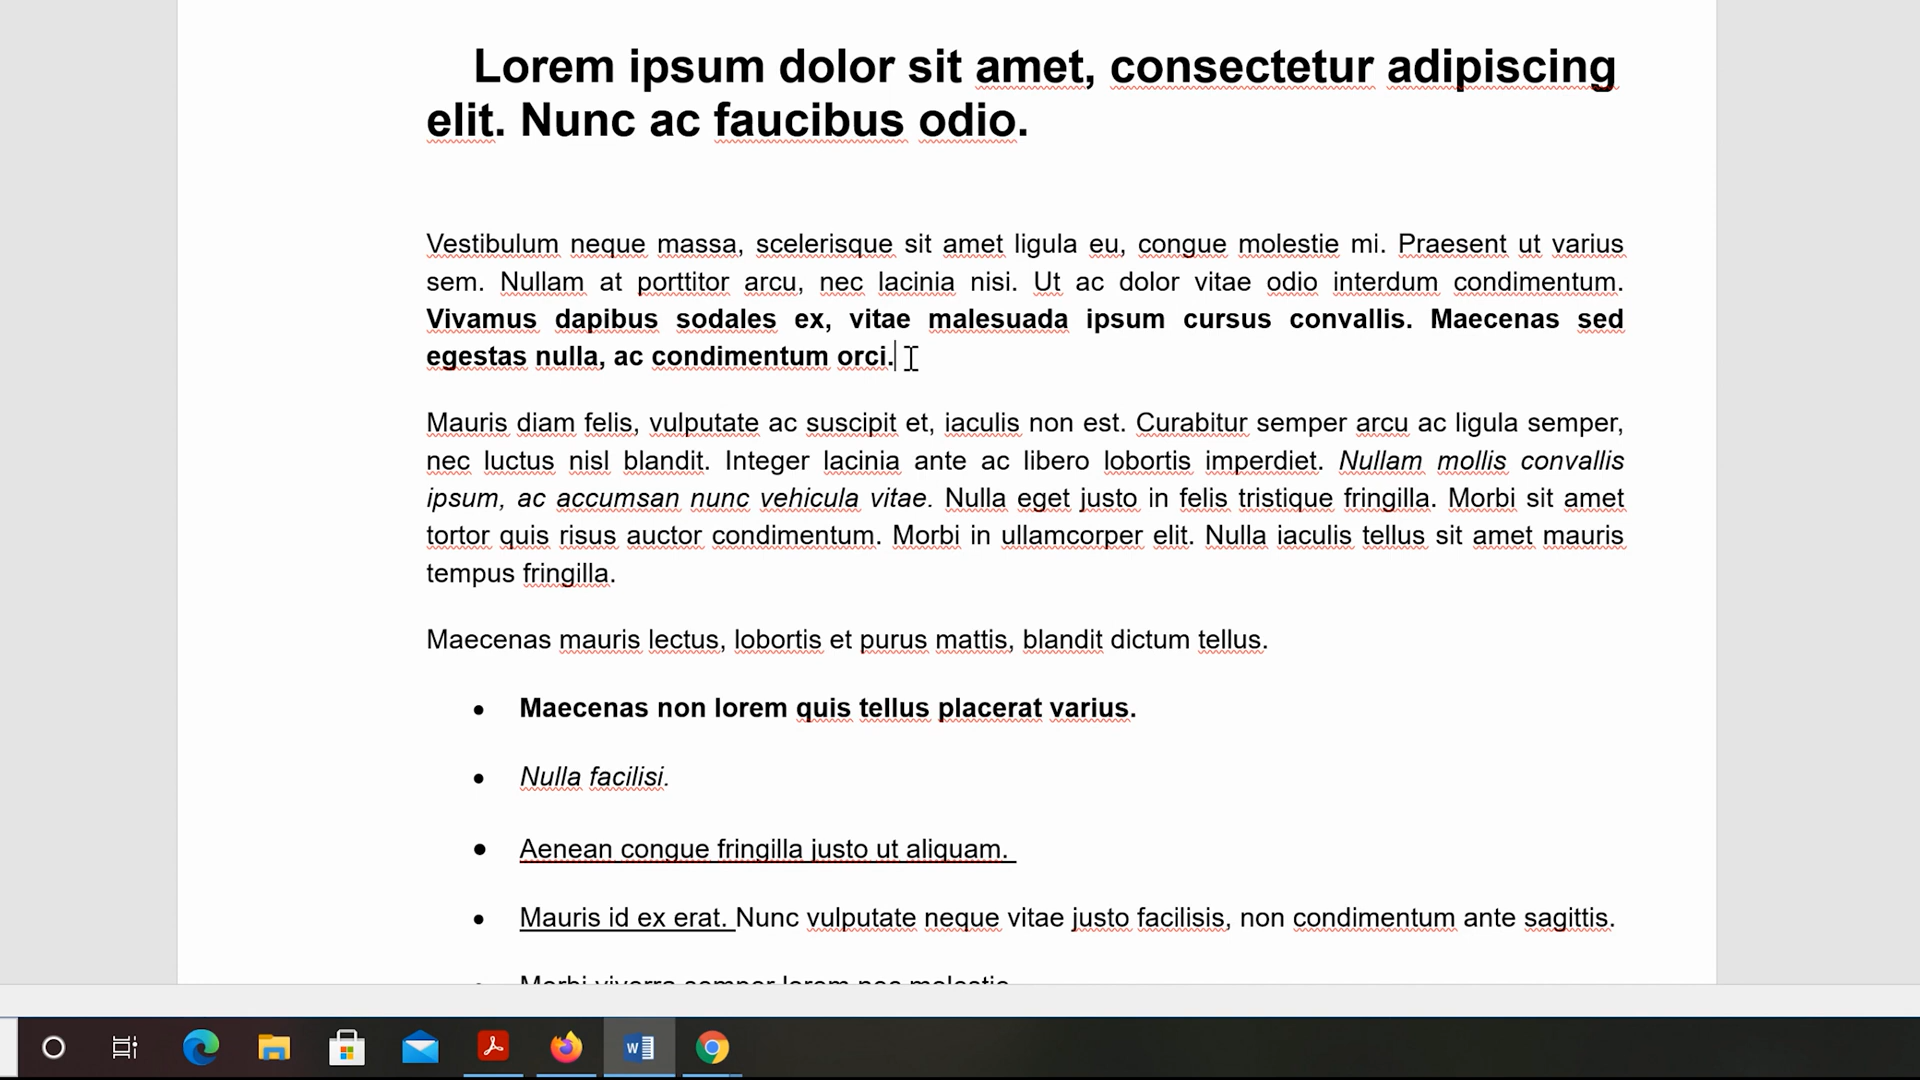 Lorem ipsum dolor sit amet, consectetur adipiscing
elit. Nunc ac faucibus odio.
Vestibulum neque massa, scelerisque sit amet ligula eu, congue molestie mi. Praesent ut varius
sem. Nullam at porttitor arcu, nec lacinia nisi. Ut ac dolor vitae odio interdum condimentum.
Vivamus dapibus sodales ex, vitae malesuada ipsum cursus convallis. Maecenas sed
egestas nulla, ac condimentum orci.
Mauris diam felis, vulputate ac suscipit et, iaculis non est. Curabitur semper arcu ac ligula semper,
nec luctus nisl blandit. Integer lacinia ante ac libero lobortis imperdiet. Nullam mollis convallis
ipsum, ac accumsan nunc vehicula vitae. Nulla eget justo in felis tristique fringilla. Morbi sit amet
tortor quis risus auctor condimentum. Morbi in ullamcorper elit. Nulla iaculis tellus sit amet mauris
tempus fringilla.
Maecenas mauris lectus, lobortis et purus mattis, blandit dictum tellus.
• Maecenas non lorem quis tellus placerat varius.
• Nulla facilisi.
• Aenean congue fringilla justo ut aliquam.
• Mauris id ex erat. Nunc vulputate neque vitae justo facilisis, non condimentum ante sagittis.
Morbi viverra semper lorem nec molestie